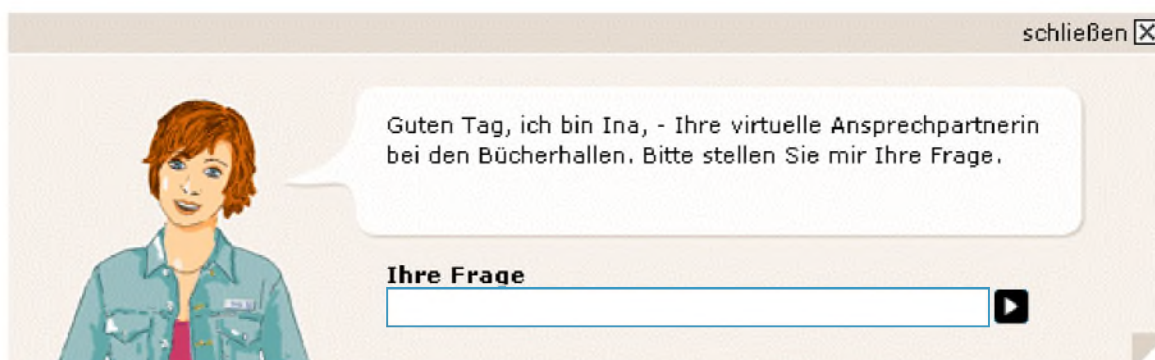 schließen
Guten Tag, ich bin Ina, - Ihre virtuelle Ansprechpartnerin
bei den Bücherhallen. Bitte stellen Sie mir Ihre Frage.
Ihre Frage